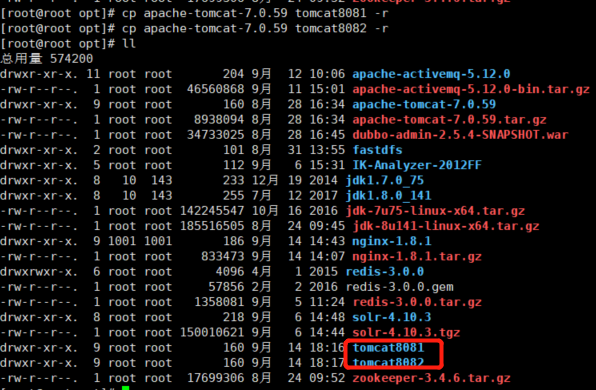 [root@root opt]# cp apache-tomcat-7.0.59 tomcat8081 -r
[root@root opt]# cp apache-tomcat-7.0.59 tomcat8082 -r
[root@root opt]# ll
总用量 574200
drwxr-xr-x. 11 root root 204 9月 12 10:06 apache-activemq-5.12.0
-rw-r--r--. 1 root root 46560868 9月 11 15:01 apache-activemq-5.12.0-bin.tar.gz
drwxr-xr-x. 9 root root 160 8月 28 16:34 apache-tomcat-7.0.59
-rw-r--r--. 1 root root 8938094 8月 28 16:34 apache-tomcat-7.0.59.tar.gz
-rw-r--r--. 1 root root 34733025 8月 28 16:45 dubbo-admin-2.5.4-SNAPSHOT.war
drwxr-xr-x. 2 root root 101 8月 31 13:55 fastdfs
drwxr-xr-x. 5 root root 112 9月 6 15:31 IK-Analyzer-2012FF
drwxr-xr-x. 8 10 143 233 12月 19 2014 jdk1.7.0_75
drwxr-xr-x. 8 10 143 255 7月 12 2017 jdk1.8.0_141
-rw-r--r--. 1 root root 142245547 10月 16 2016 jdk-7u75-linux-x64.tar.gz
-rw-r--r--. 1 root root 185516505 8月 24 09:45 jdk-8u141-linux-x64.tar.gz
drwxr-xr-x. 9 1001 1001 186 9月 14 14:43 nginx-1.8.1
-rw-r--r--. 1 root root 833473 9月 14 14:07 nginx-1.8.1.tar.gz
drwxrwxr-x. 6 root root 4096 4月 1 2015 redis-3.0.0
-rw-r--r--. 1 root root 57856 2月 2 2016 redis-3.0.0.gem
-rw-r--r--. 1 root root 1358081 9月 5 11:24 redis-3.0.0.tar.gz
drwxr-xr-x. 8 root root 218 9月 6 14:48 solr-4.10.3
-rw-r--r--. 1 root root 150010621 9月 6 14:44 solr-4.10.3.tgz
drwxr-xr-x. 9 root root 160 9月 14 18:16 tomcat8081
drwxr-xr-x. 9 root root 160 9月 14 18:17 tomcat8082
-rw-r--r--. 1 root root 17699306 8月 24 09:52 zookeeper-3.4.6.tar.gz